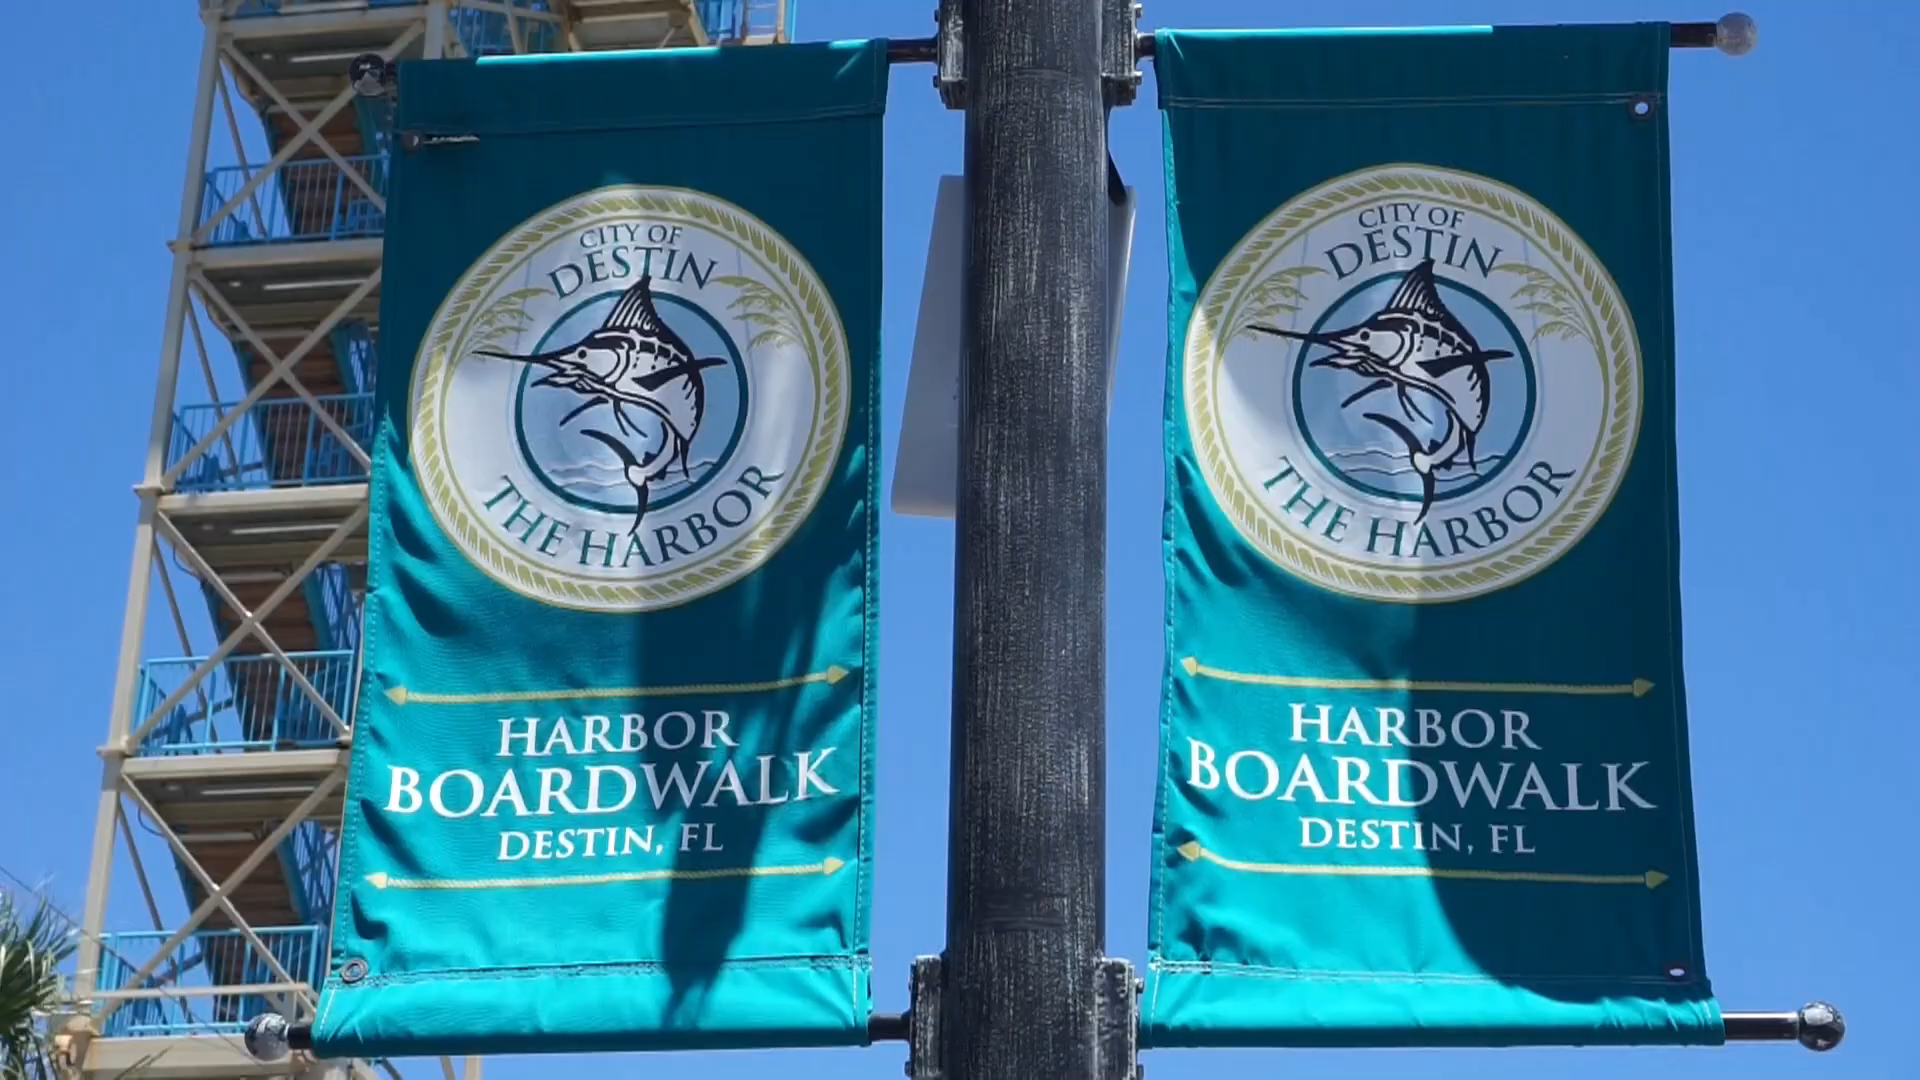 CITY OF
DESTIN
THE HARBOR
HARBOR
BOARDWALK
DESTIN, FL
CITY OF
DESTIN
THE HARBOR
HARBOR
BOARDWALK
DESTIN, FL